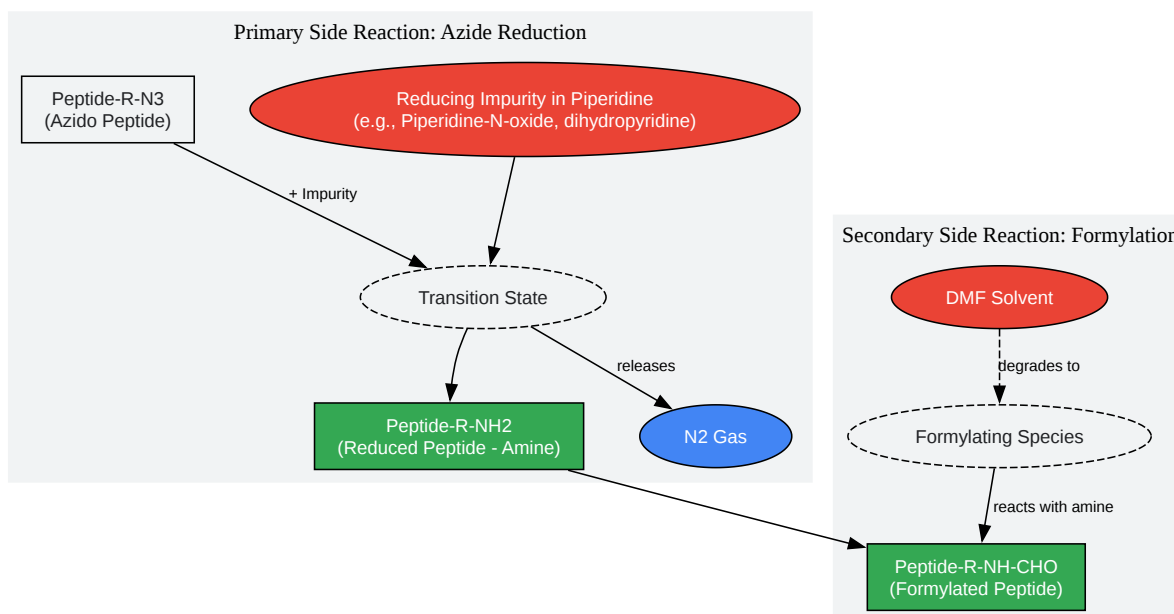 Primary Side Reaction: Azide Reduction
Peptide-R-N3
(Azido Peptide)
Reducing Impurity in Piperidine
(e.g., Piperidine-N-oxide, dihydropyridine)
+ Impurity
Transition State
releases
Peptide-R-NH2
(Reduced Peptide - Amine)
N2 Gas
Secondary Side Reaction: Formylation
DMF Solvent
degrades to
Formylating Species
reacts with amine
Peptide-R-NH-CHO
(Formylated Peptide)